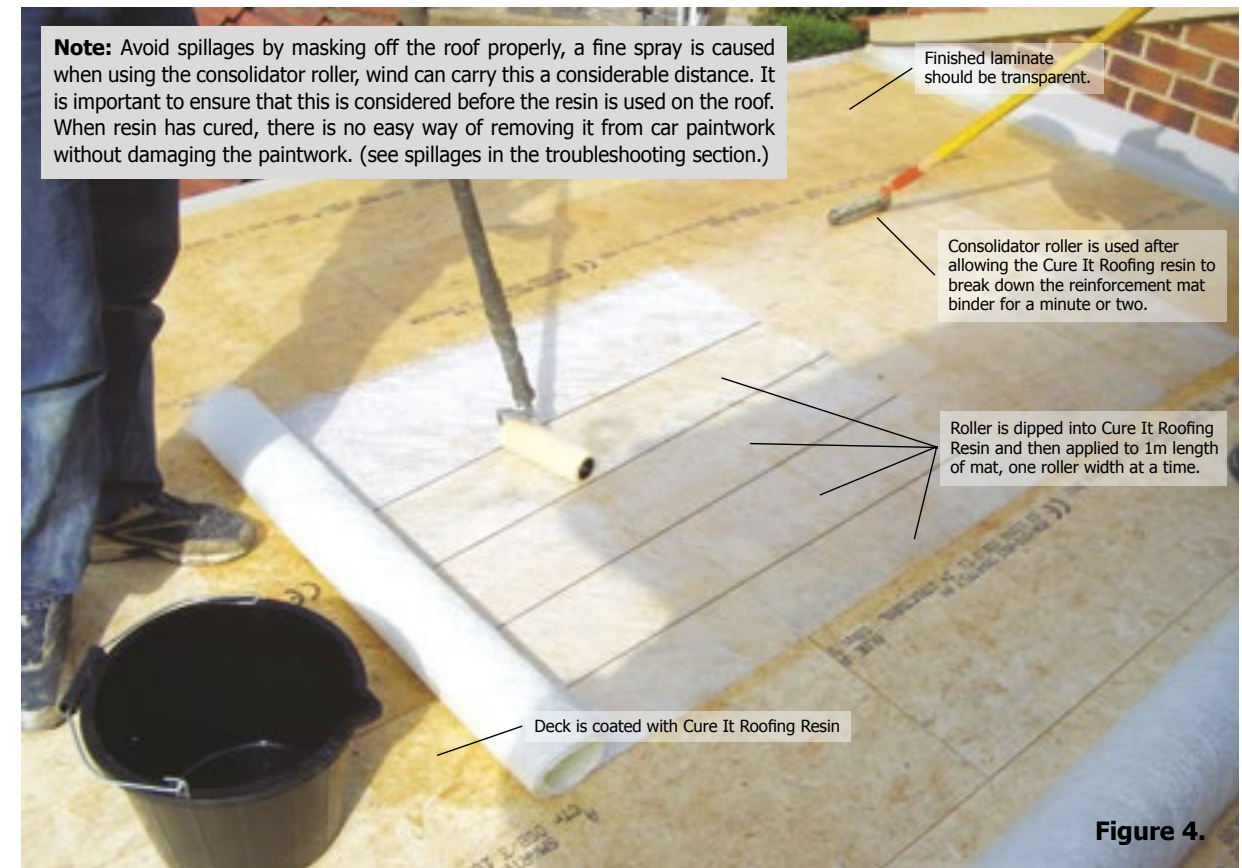 Note: Avoid spillages by masking off the roof properly, a fine spray is caused
when using the consolidator roller, wind can carry this a considerable distance. It
is important to ensure that this is considered before the resin is used on the roof.
When resin has cured, there is no easy way of removing it from car paintwork
without damaging the paintwork. (see spillages in the troubleshooting section.)
Finished laminate
should be transparent.
Consolidator roller is used after
allowing the Cure It Roofing resin to
break down the reinforcement mat
binder for a minute or two.
Roller is dipped into Cure It Roofing
Resin and then applied to 1m length
of mat, one roller width at a time.
Deck is coated with Cure It Roofing Resin
Figure 4.